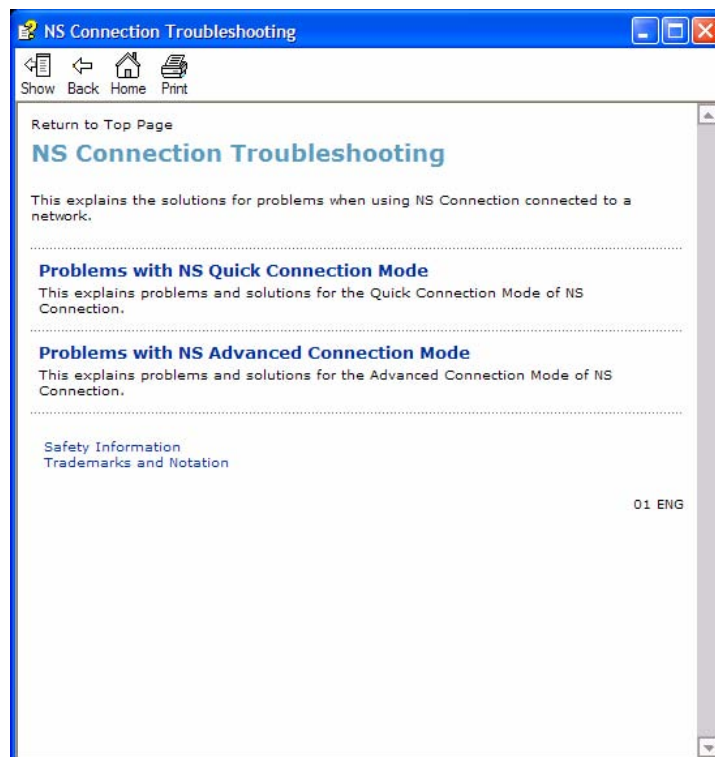 NS Connection Troubleshooting
Show Back Home Print
Return to Top Page
NS Connection Troubleshooting
This explains the solutions for problems when using NS Connection connected to a
network.
Problems with NS Quick Connection Mode
This explains problems and solutions for the Quick Connection Mode of NS
Connection.
Problems with NS Advanced Connection Mode
This explains problems and solutions for the Advanced Connection Mode of NS
Connection.
Safety Information
Trademarks and Notation
01 ENG